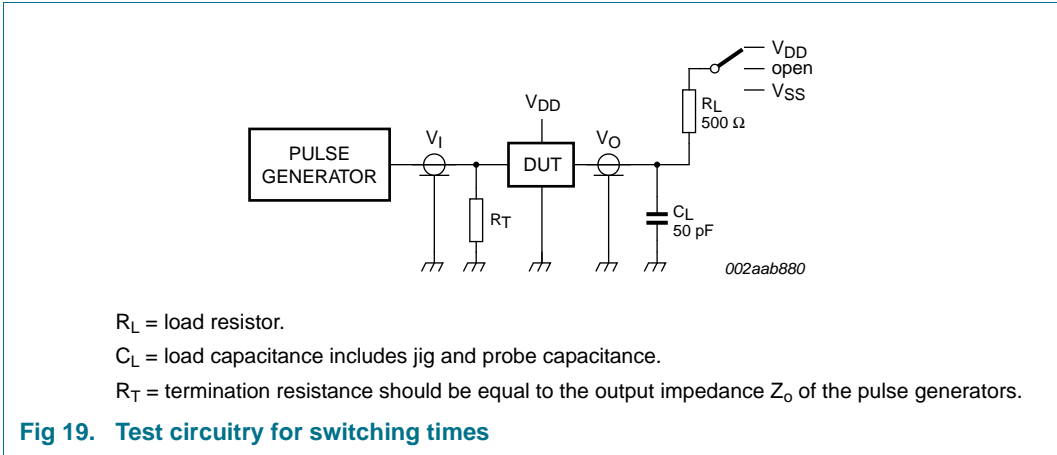 VDD
open
VSS
RL
500 Ω
VDD
VI
VO
PULSE
GENERATOR
DUT
RT
CL
50 pF
002aab880
RL = load resistor.
CL = load capacitance includes jig and probe capacitance.
RT = termination resistance should be equal to the output impedance Zo of the pulse generators.
Fig 19. Test circuitry for switching times